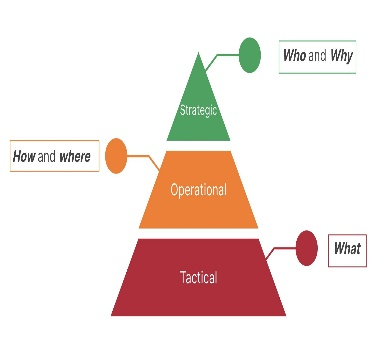 Who and Why
Strategic
How and where
Operational
What
Tactical